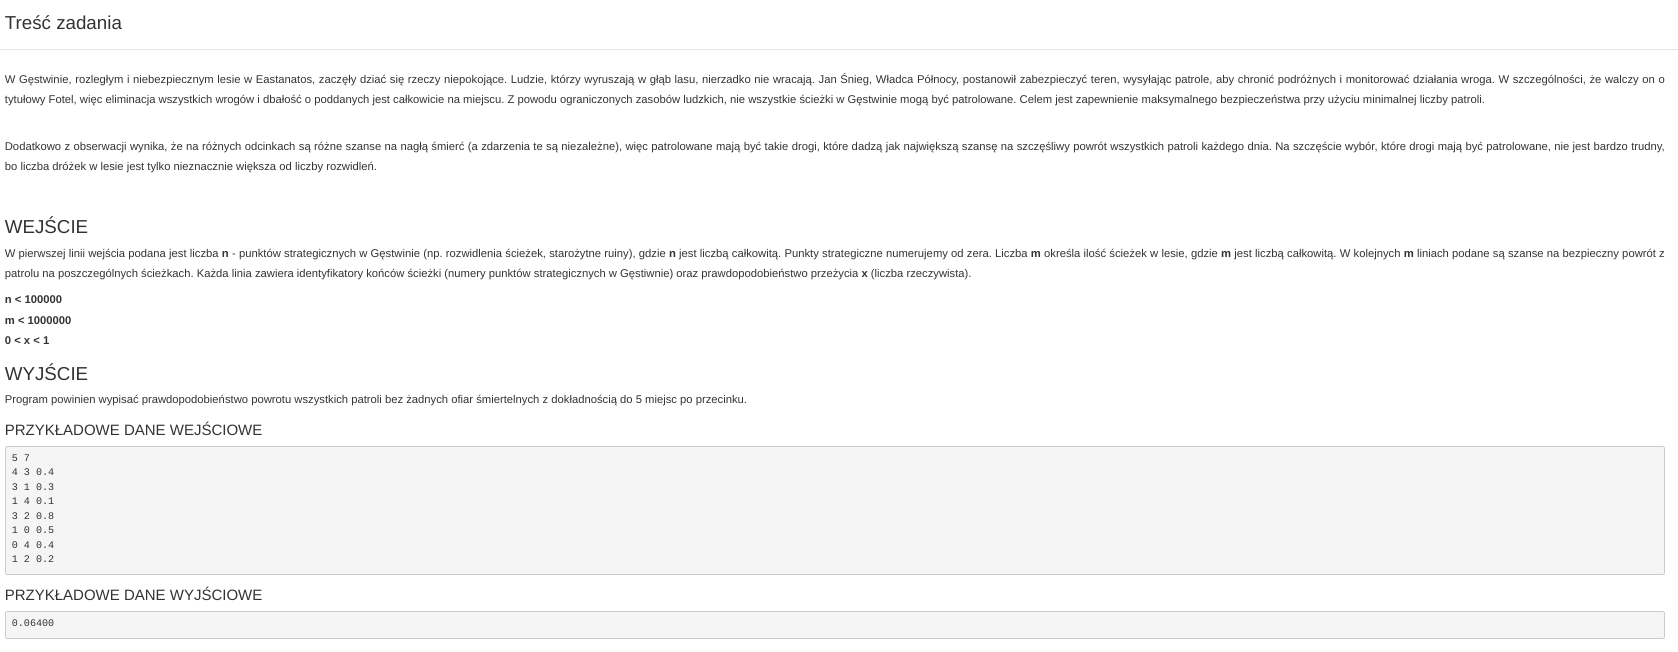 Treść zadania
W Gęstwinie, rozległym i niebezpiecznym lesie w Eastanatos, zaczęły dziać się rzeczy niepokojące. Ludzie, którzy wyruszają w głąb lasu, nierzadko nie wracają. Jan Śnieg, Władca Północy, postanowił zabezpieczyć teren, wysyłając patrole, aby chronić podróżnych i monitorować działania wroga. W szczególności, że walczy on o
tytułowy Fotel, więc eliminacja wszystkich wrogów i dbałość o poddanych jest całkowicie na miejscu. Z powodu ograniczonych zasobów ludzkich, nie wszystkie ścieżki w Gęstwinie mogą być patrolowane. Celem jest zapewnienie maksymalnego bezpieczeństwa przy użyciu minimalnej liczby patroli.
Dodatkowo z obserwacji wynika, że na różnych odcinkach są różne szanse na nagłą śmierć (a zdarzenia te są niezależne), więc patrolowane mają być takie drogi, które dadzą jak największą szansę na szczęśliwy powrót wszystkich patroli każdego dnia. Na szczęście wybór, które drogi mają być patrolowane, nie jest bardzo trudny,
bo liczba dróżek w lesie jest tylko nieznacznie większa od liczby rozwidleń.
WEJŚCIE
W pierwszej linii wejścia podana jest liczba n - punktów strategicznych w Gęstwinie (np. rozwidlenia ścieżek, starożytne ruiny), gdzie n jest liczbą całkowitą. Punkty strategiczne numerujemy od zera. Liczba m określa ilość ścieżek w lesie, gdzie m jest liczbą całkowitą. W kolejnych m liniach podane są szanse na bezpieczny powrót z
patrolu na poszczególnych ścieżkach. Każda linia zawiera identyfikatory końców ścieżki (numery punktów strategicznych w Gęstiwnie) oraz prawdopodobieństwo przeżycia x (liczba rzeczywista).
n < 100000
m < 1000000
0 < x < 1
WYJŚCIE
Program powinien wypisać prawdopodobieństwo powrotu wszystkich patroli bez żadnych ofiar śmiertelnych z dokładnością do 5 miejsc po przecinku.
PRZYKŁADOWE DANE WEJŚCIOWE
5 7
4 3 0.4
3 1 0.3
1 4 0.1
3 2 0.8
1 0 0.5
0 4 0.4
1 2 0.2
PRZYKŁADOWE DANE WYJŚCIOWE
0.06400